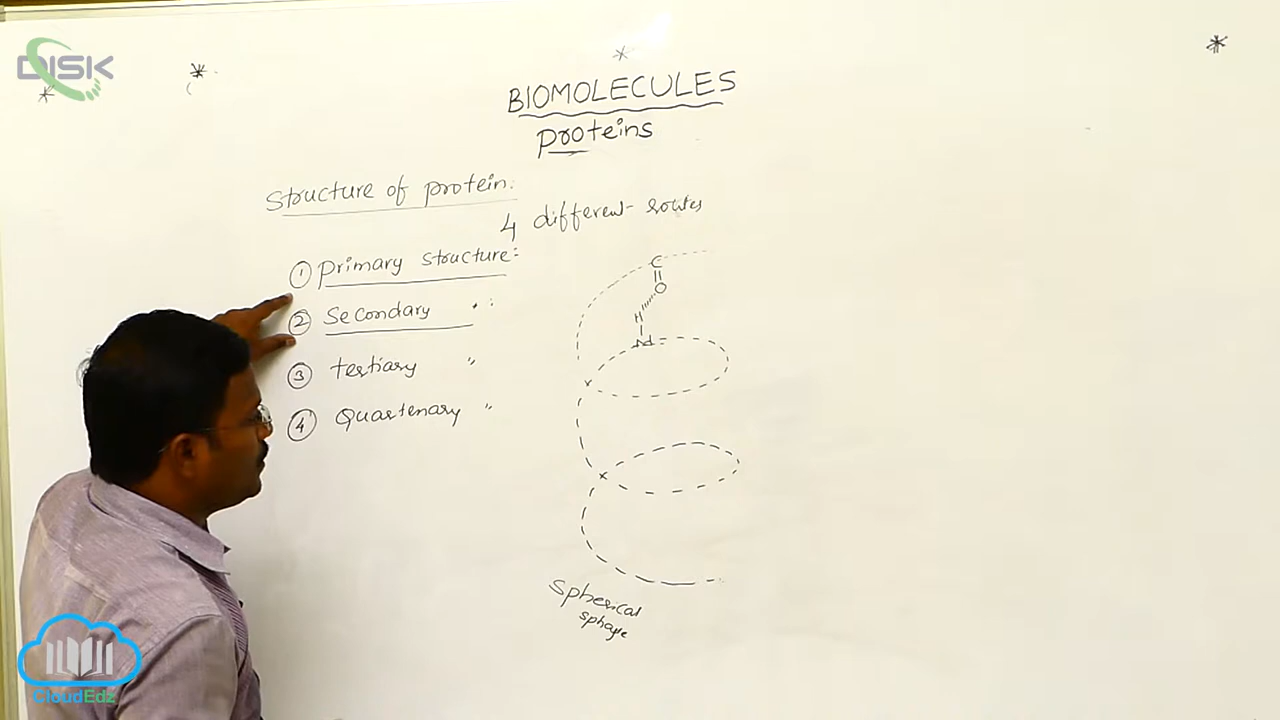 DISK
BIOMOLECULES
proteins
Structure of protein:
4 different routes
① Primary structure:
② Secondary " :
③ tertiary "
④ Quartenary "
C
O
H
N
Spherical
sphape
CloudEdz